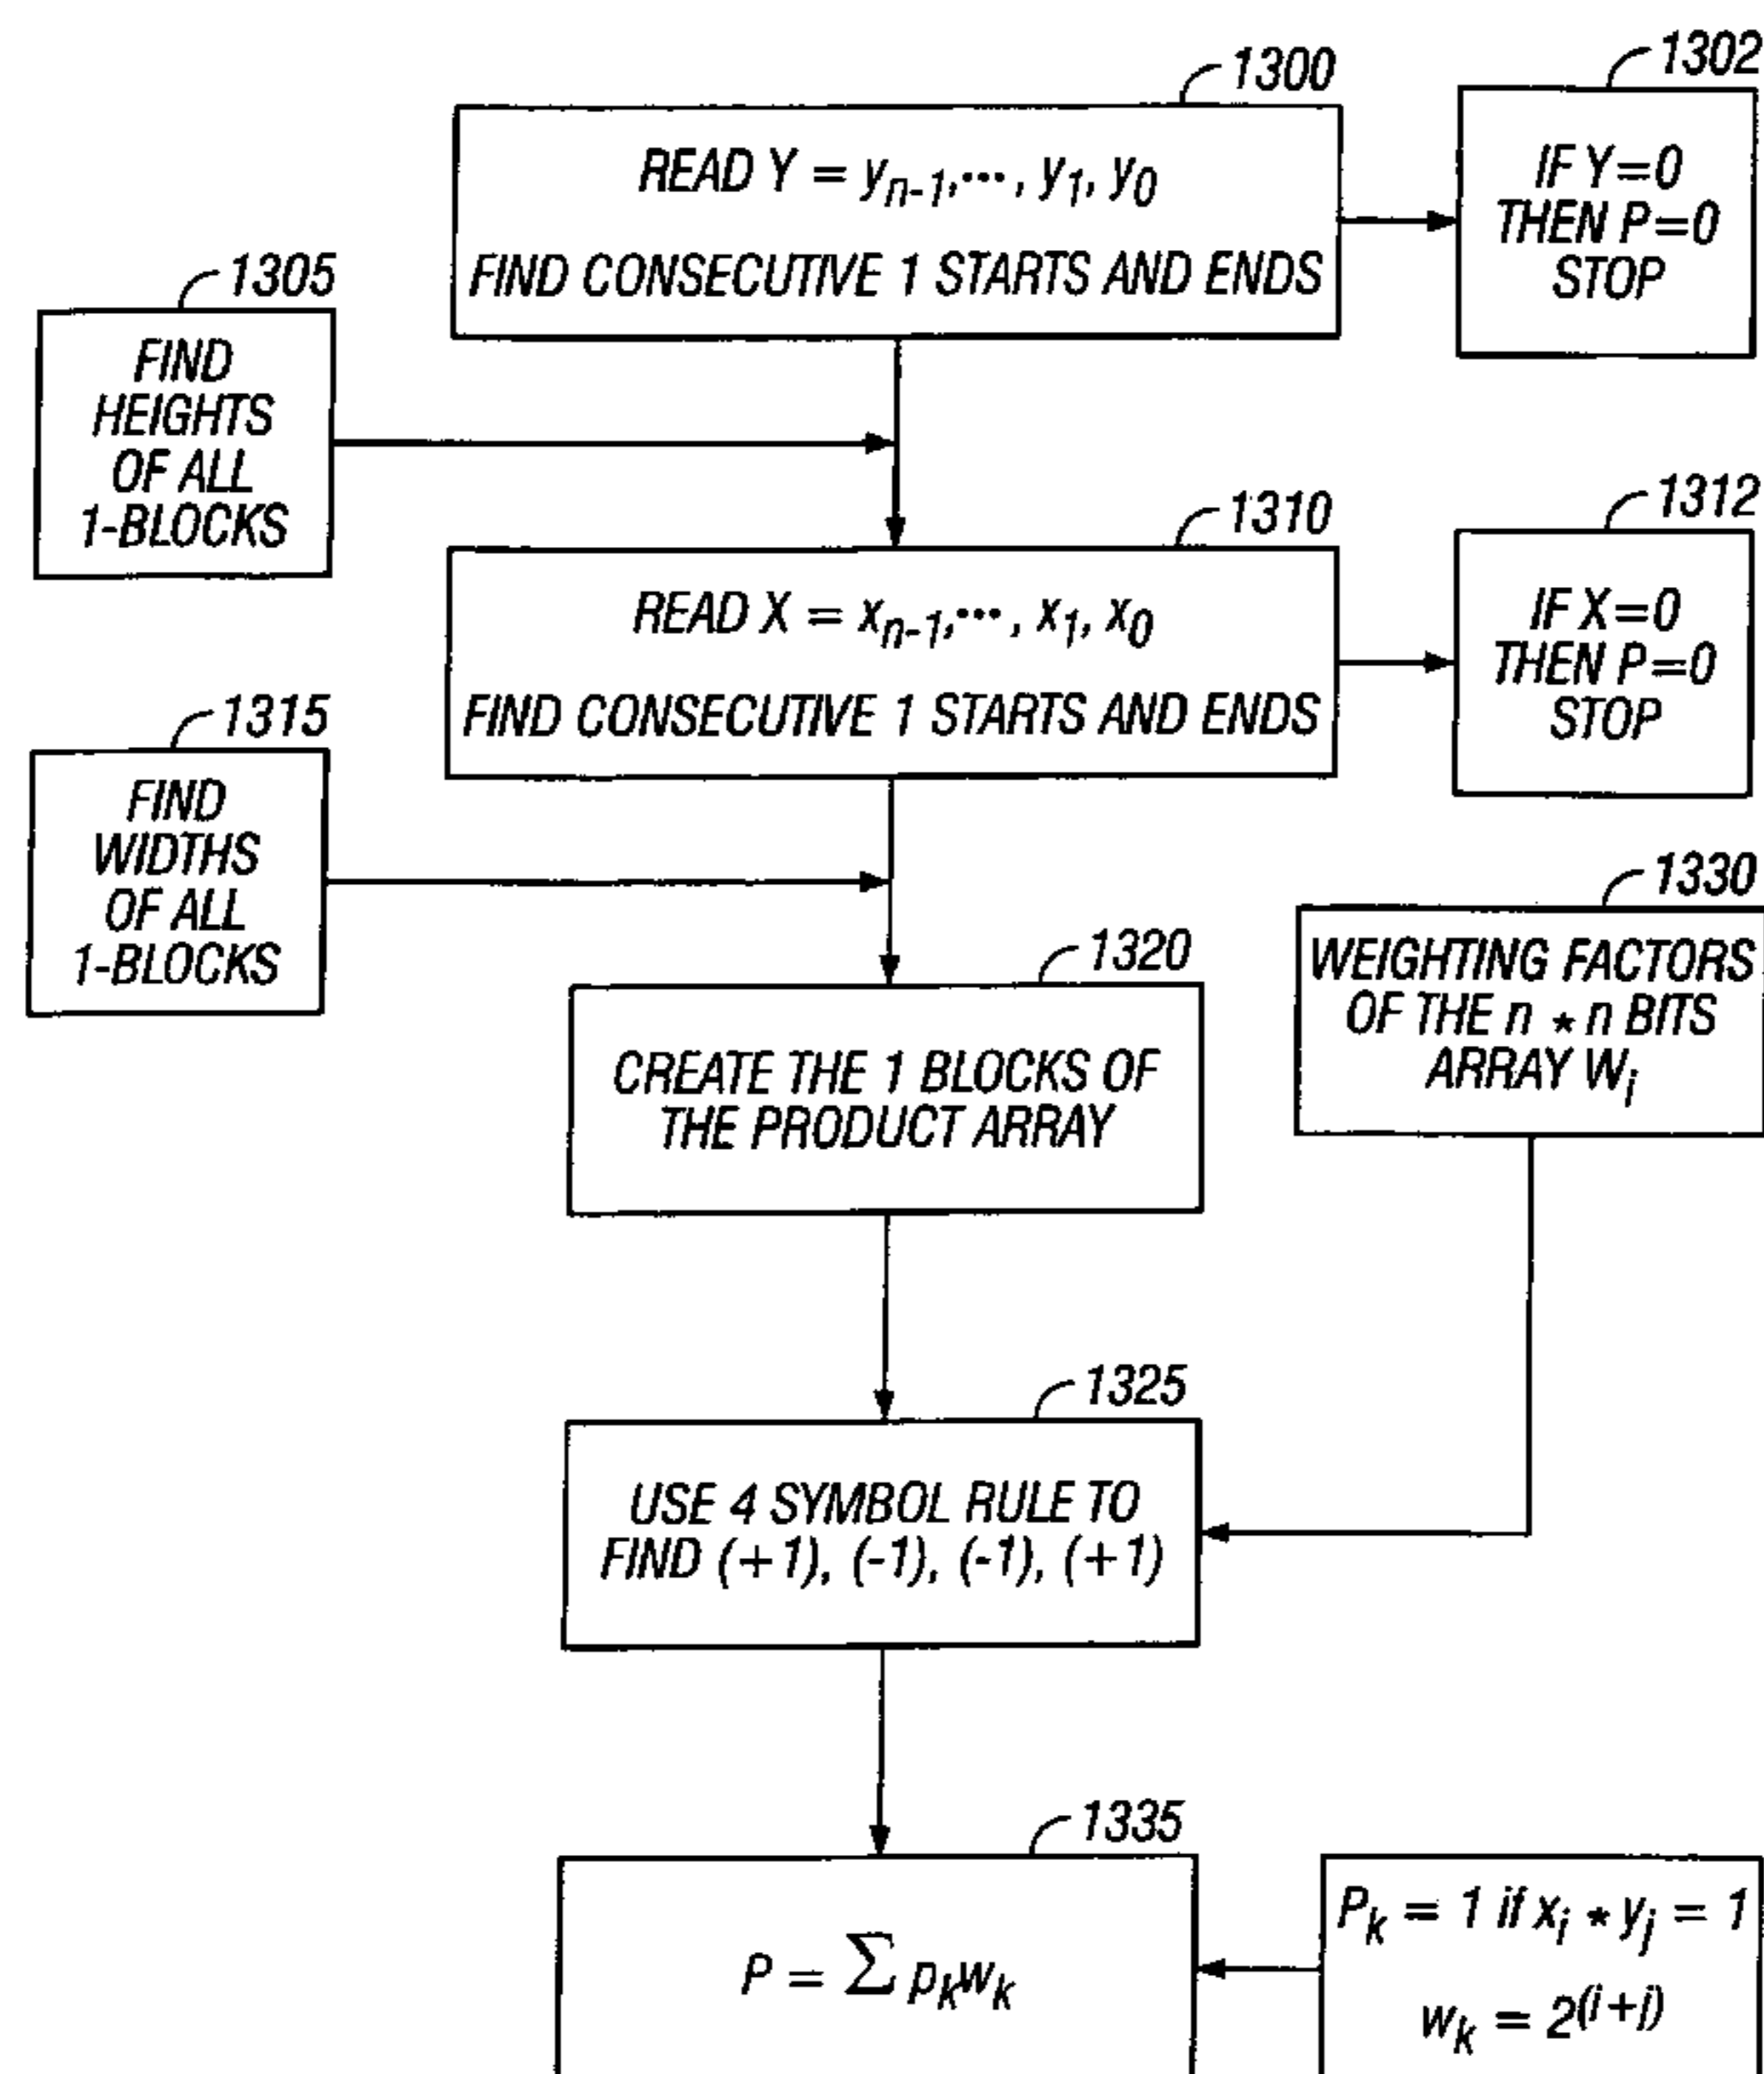 1300
READ Y = y_{n-1},..., y_1, y_0
FIND CONSECUTIVE 1 STARTS AND ENDS
1302
IF Y=0
THEN P=0
STOP
1305
FIND
HEIGHTS
OF ALL
1-BLOCKS
1310
READ X = x_{n-1},..., x_1, x_0
FIND CONSECUTIVE 1 STARTS AND ENDS
1312
IF X=0
THEN P=0
STOP
1315
FIND
WIDTHS
OF ALL
1-BLOCKS
1320
CREATE THE 1 BLOCKS OF
THE PRODUCT ARRAY
1330
WEIGHTING FACTORS
OF THE n * n BITS
ARRAY W_i
1325
USE 4 SYMBOL RULE TO
FIND (+1), (-1), (-1), (+1)
1335
P = ∑ p_k w_k
P_k = 1 if x_i * y_j = 1
w_k = 2^{(i+j)}